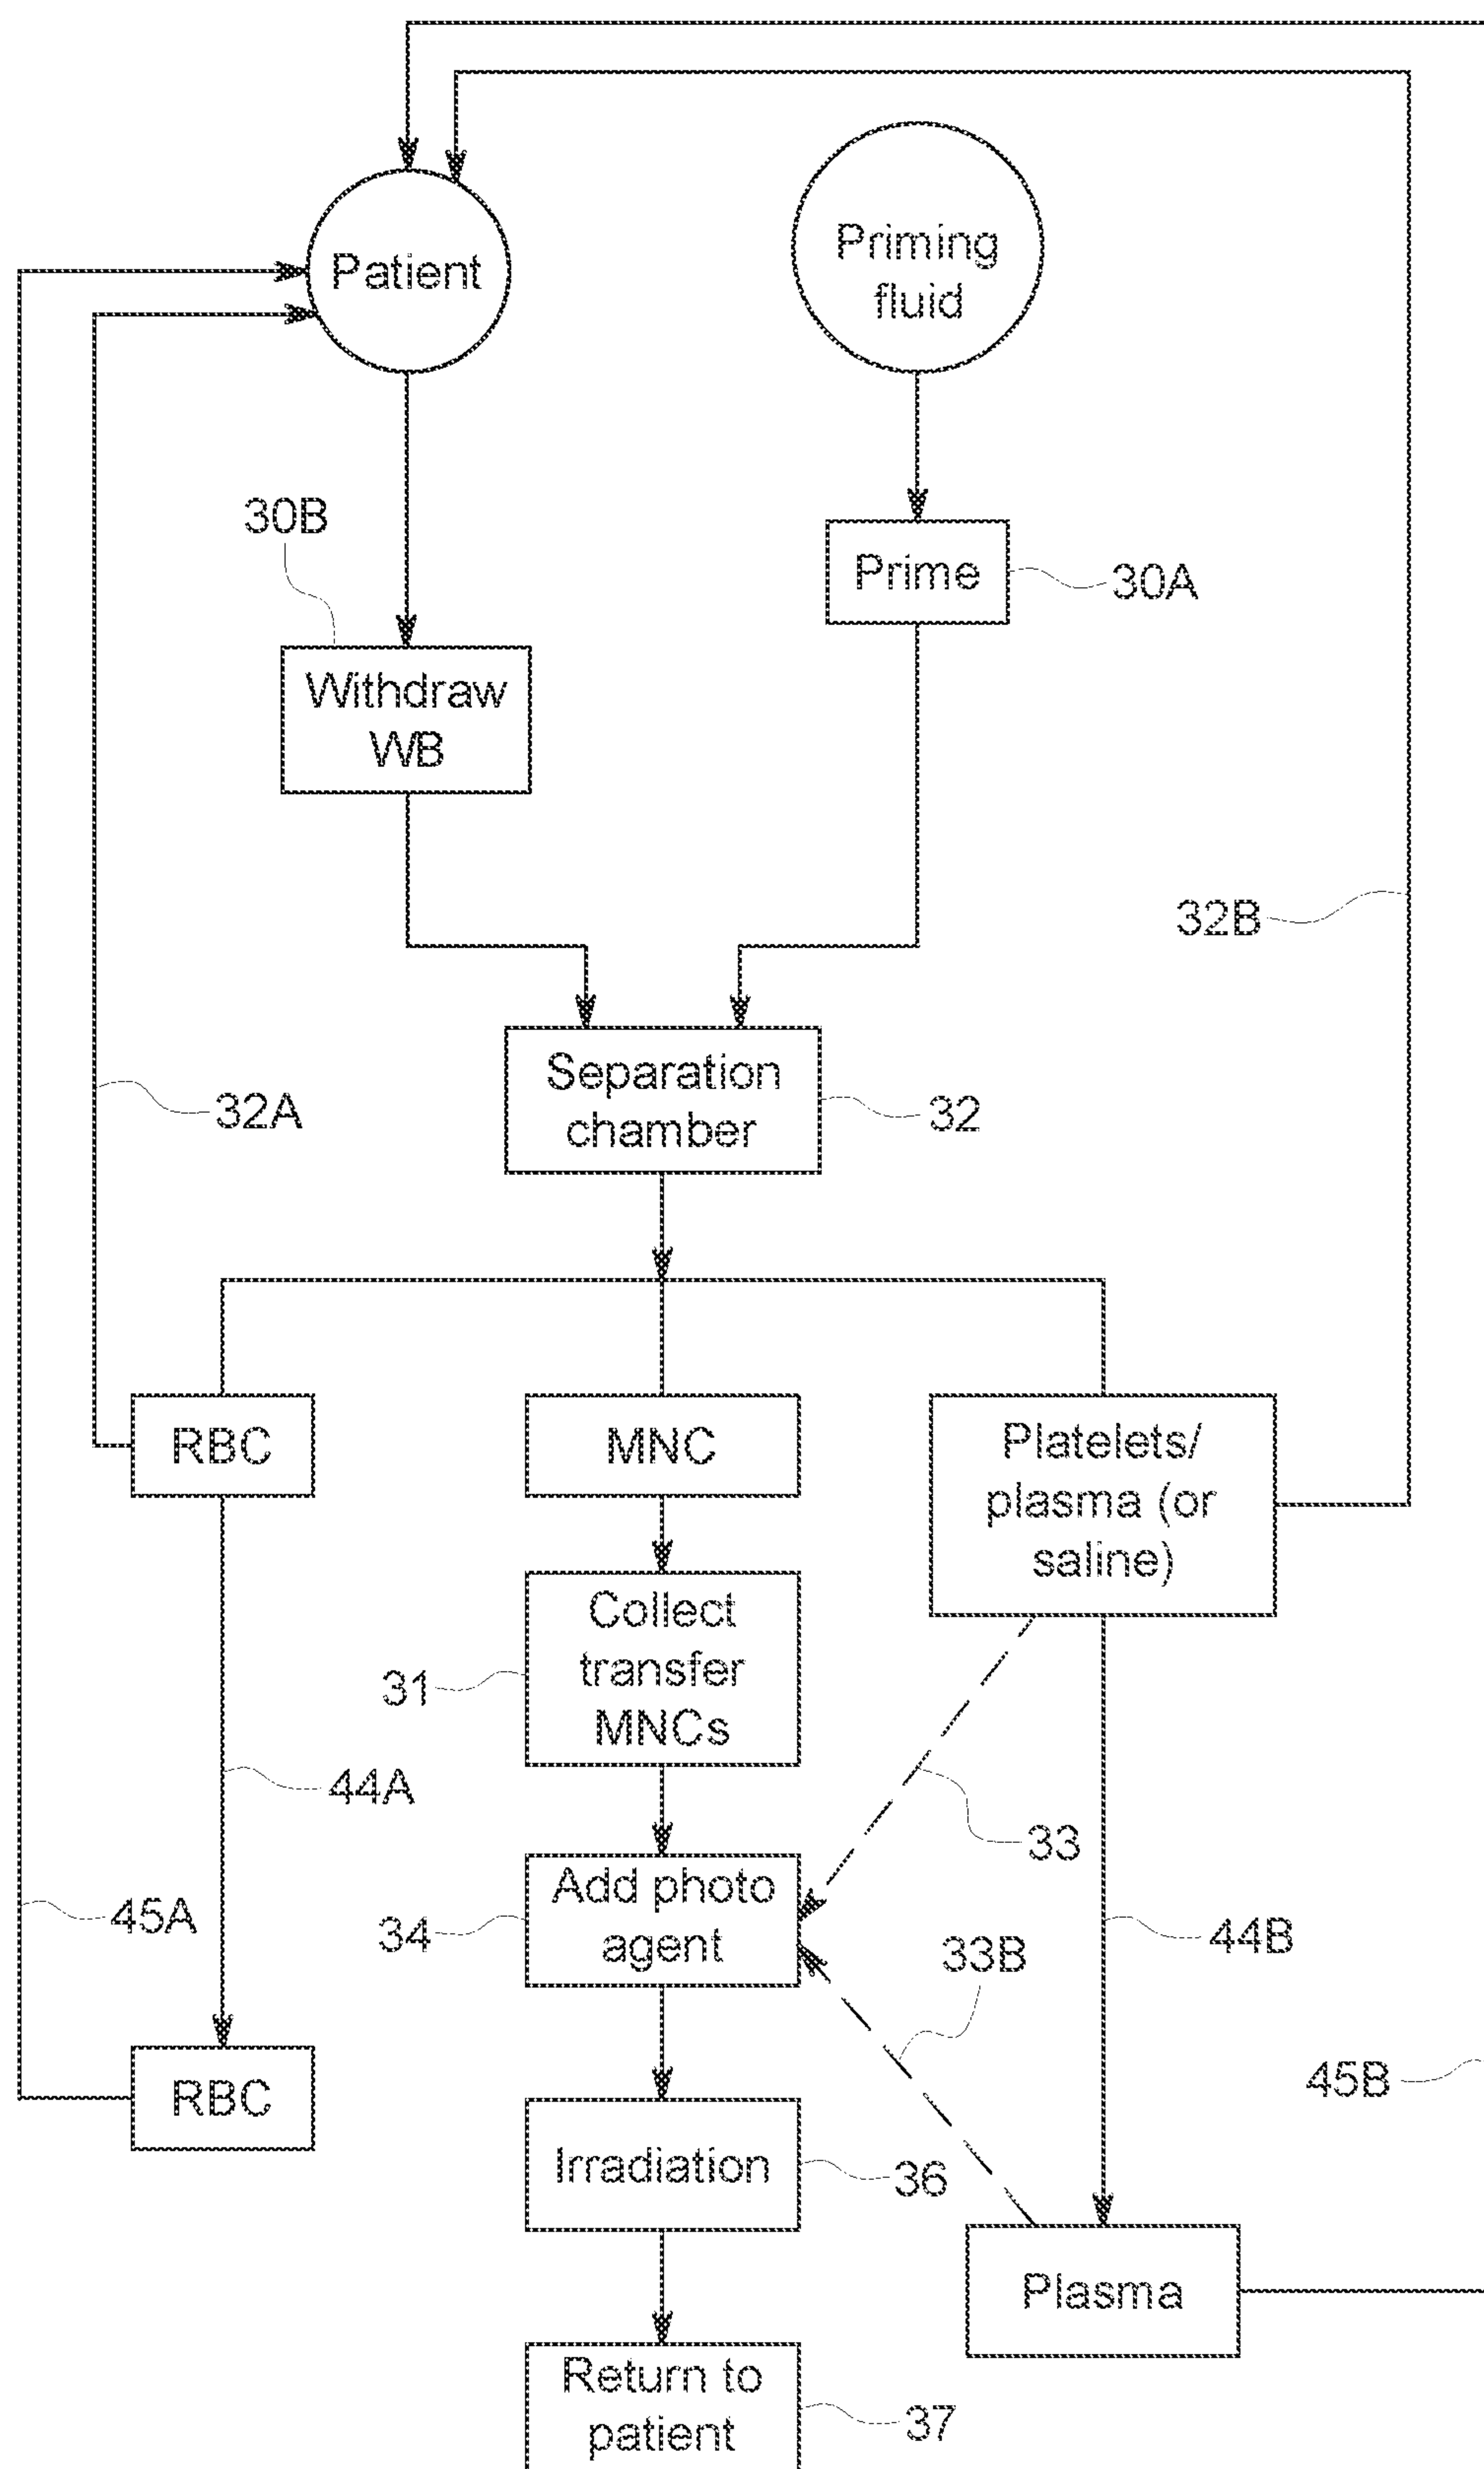 Patient
Priming
fluid
30B
Prime
30A
Withdraw
WB
32B
Separation
chamber
32
32A
RBC
MNC
Platelets/
plasma (or
saline)
Collect
transfer
MNCs
31
44A
33
Add photo
agent
34
45A
44B
33B
45B
RBC
Irradiation
36
Plasma
Return to
patient
37